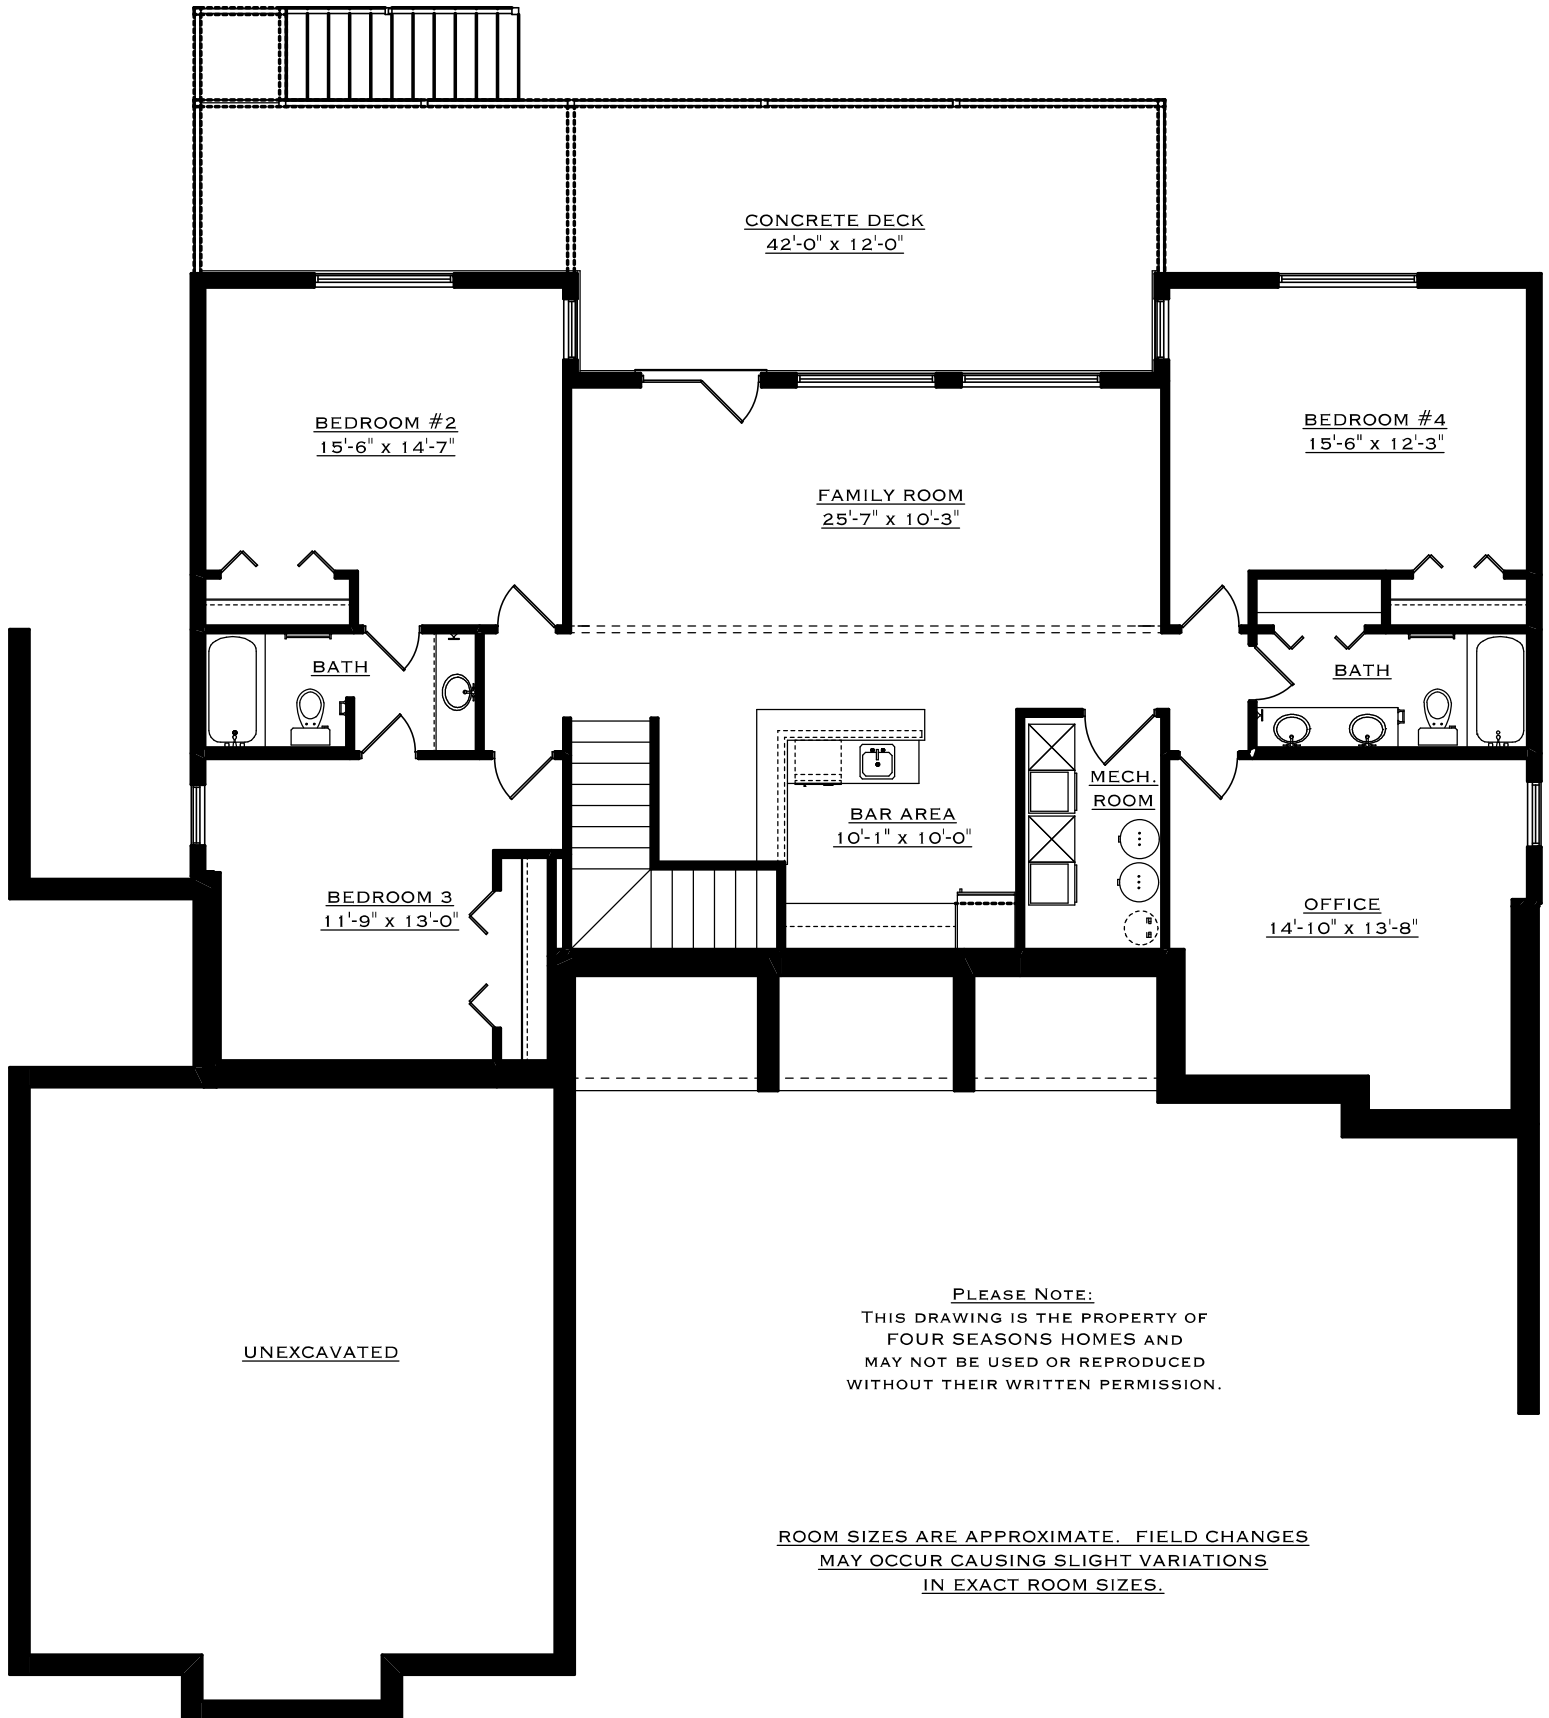 CONCRETE DECK
42'-0" x 12'-0"
BEDROOM #2
15'-6" x 14'-7"
BEDROOM #4
15'-6" x 12'-3"
FAMILY ROOM
25'-7" x 10'-3"
BATH
BATH
MECH.
ROOM
BAR AREA
10'-1" x 10'-0"
BEDROOM 3
11'-9" x 13'-0"
OFFICE
14'-10" x 13'-8"
UNEXCAVATED
PLEASE NOTE:
THIS DRAWING IS THE PROPERTY OF
FOUR SEASONS HOMES AND
MAY NOT BE USED OR REPRODUCED
WITHOUT THEIR WRITTEN PERMISSION.
ROOM SIZES ARE APPROXIMATE. FIELD CHANGES
MAY OCCUR CAUSING SLIGHT VARIATIONS
IN EXACT ROOM SIZES.